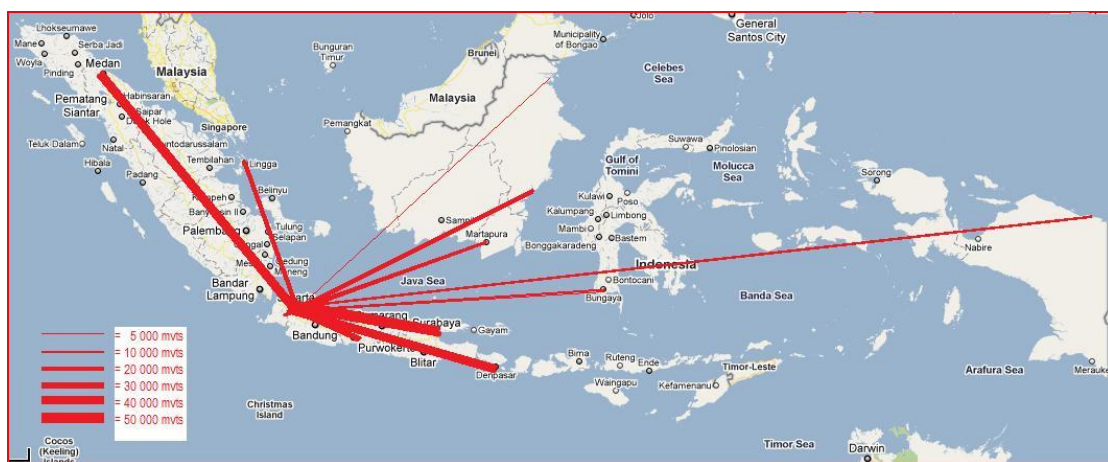 Lhokseumawe
Mane
Serba Jadi
Woyla
Pinding
Medan
Malaysia
Pematang
Siantar
Habinsaran
Saipar
Teluk Dalam
Natal
Hibala
Padang
Singapore
Tembilahan
Lingga
Belinyu
Palembang
Tulung
Selapan
Bandar
Lampung
Bandung
Bunguran
Timur
Pemangkat
Brunei
Malaysia
Municipality
of Bongao
Jolo
General
Santos City
Celebes
Sea
Martapura
Java Sea
Gulf of
Tomini
Suwawa
Pinolosian
Molucca
Sea
Kulawi
Poso
Kalumpang
Limbong
Mambi
Bastem
Bonggakaradeng
Indonesia
Bontocani
Bungaya
Banda Sea
Sorong
Nabire
Surabaya
Gayam
Purwokerto
Blitar
Denpasar
Bima
Ruteng
Ende
Waingapu
Kefamenanu
Timor-Leste
Arafura Sea
Merauke
Timor Sea
Darwin
Christmas
Island
Cocos
(Keeling)
Islands
= 5 000 mvts
= 10 000 mvts
= 20 000 mvts
= 30 000 mvts
= 40 000 mvts
= 50 000 mvts